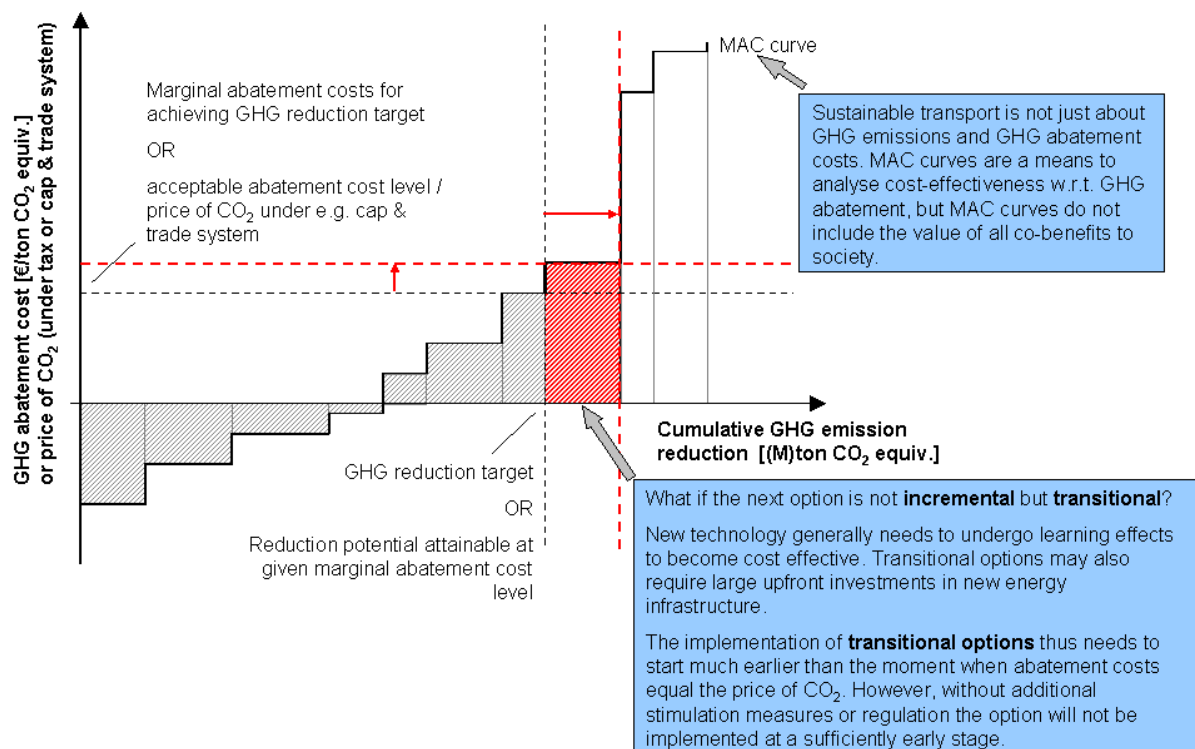 GHG abatement cost [€/ton CO2 equiv.]
or price of CO2 (under tax or cap & trade system)
Marginal abatement costs for
achieving GHG reduction target
OR
acceptable abatement cost level /
price of CO2 under e.g. cap &
trade system
MAC curve
Sustainable transport is not just about
GHG emissions and GHG abatement
costs. MAC curves are a means to
analyse cost-effectiveness w.r.t. GHG
abatement, but MAC curves do not
include the value of all co-benefits to
society.
Cumulative GHG emission
reduction [(M)ton CO2 equiv.]
GHG reduction target
OR
Reduction potential attainable at
given marginal abatement cost
level
What if the next option is not incremental but transitional?
New technology generally needs to undergo learning effects
to become cost effective. Transitional options may also
require large upfront investments in new energy
infrastructure.
The implementation of transitional options thus needs to
start much earlier than the moment when abatement costs
equal the price of CO2. However, without additional
stimulation measures or regulation the option will not be
implemented at a sufficiently early stage.